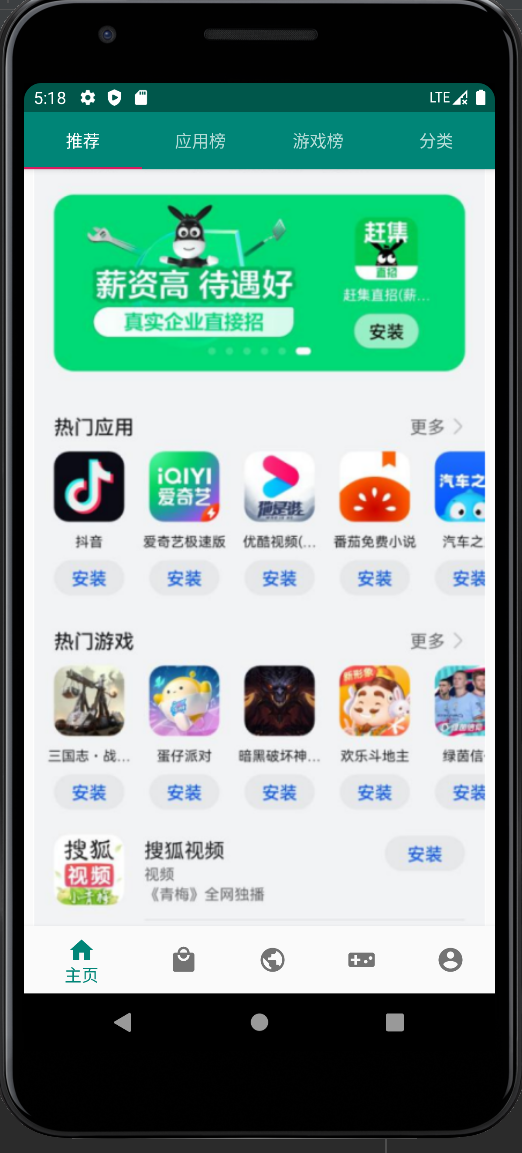 5:18
LTE
推荐 应用榜 游戏榜 分类
薪资高 待遇好
真实企业直接招
赶集
直招
赶集直招(薪...
安装
热门应用 更多
iQIYI
爱奇艺
汽车之
抖音 爱奇艺极速版 优酷视频(... 番茄免费小说 汽车之
安装 安装 安装 安装 安装
热门游戏 更多
新形象
三国志·战... 蛋仔派对 暗黑破坏神... 欢乐斗地主 绿茵信
安装 安装 安装 安装 安装
搜狐
视频
搜狐视频
视频
《青梅》全网独播
安装
主页